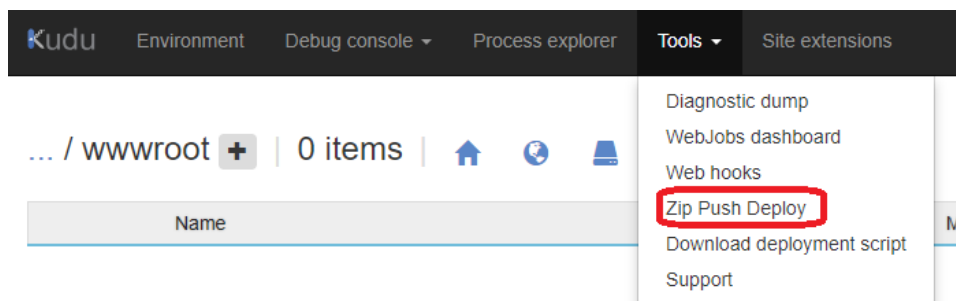 Kudu Environment Debug console Process explorer Tools Site extensions
Diagnostic dump
WebJobs dashboard
... / wwwroot + | 0 items |
Web hooks
Zip Push Deploy
Name
Download deployment script
Support